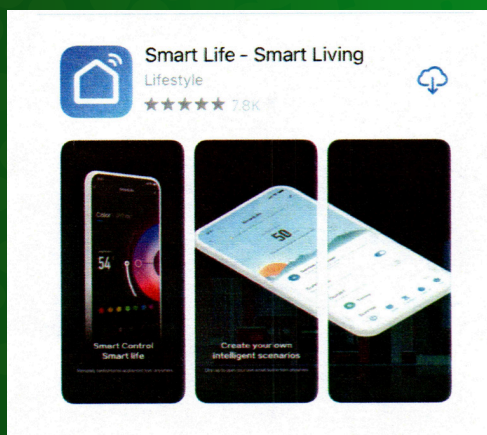 Smart Life - Smart Living
Lifestyle
★★★★★ 7.8K
54
Smart Control
Smart life
50
Create your own
intelligent scenarios